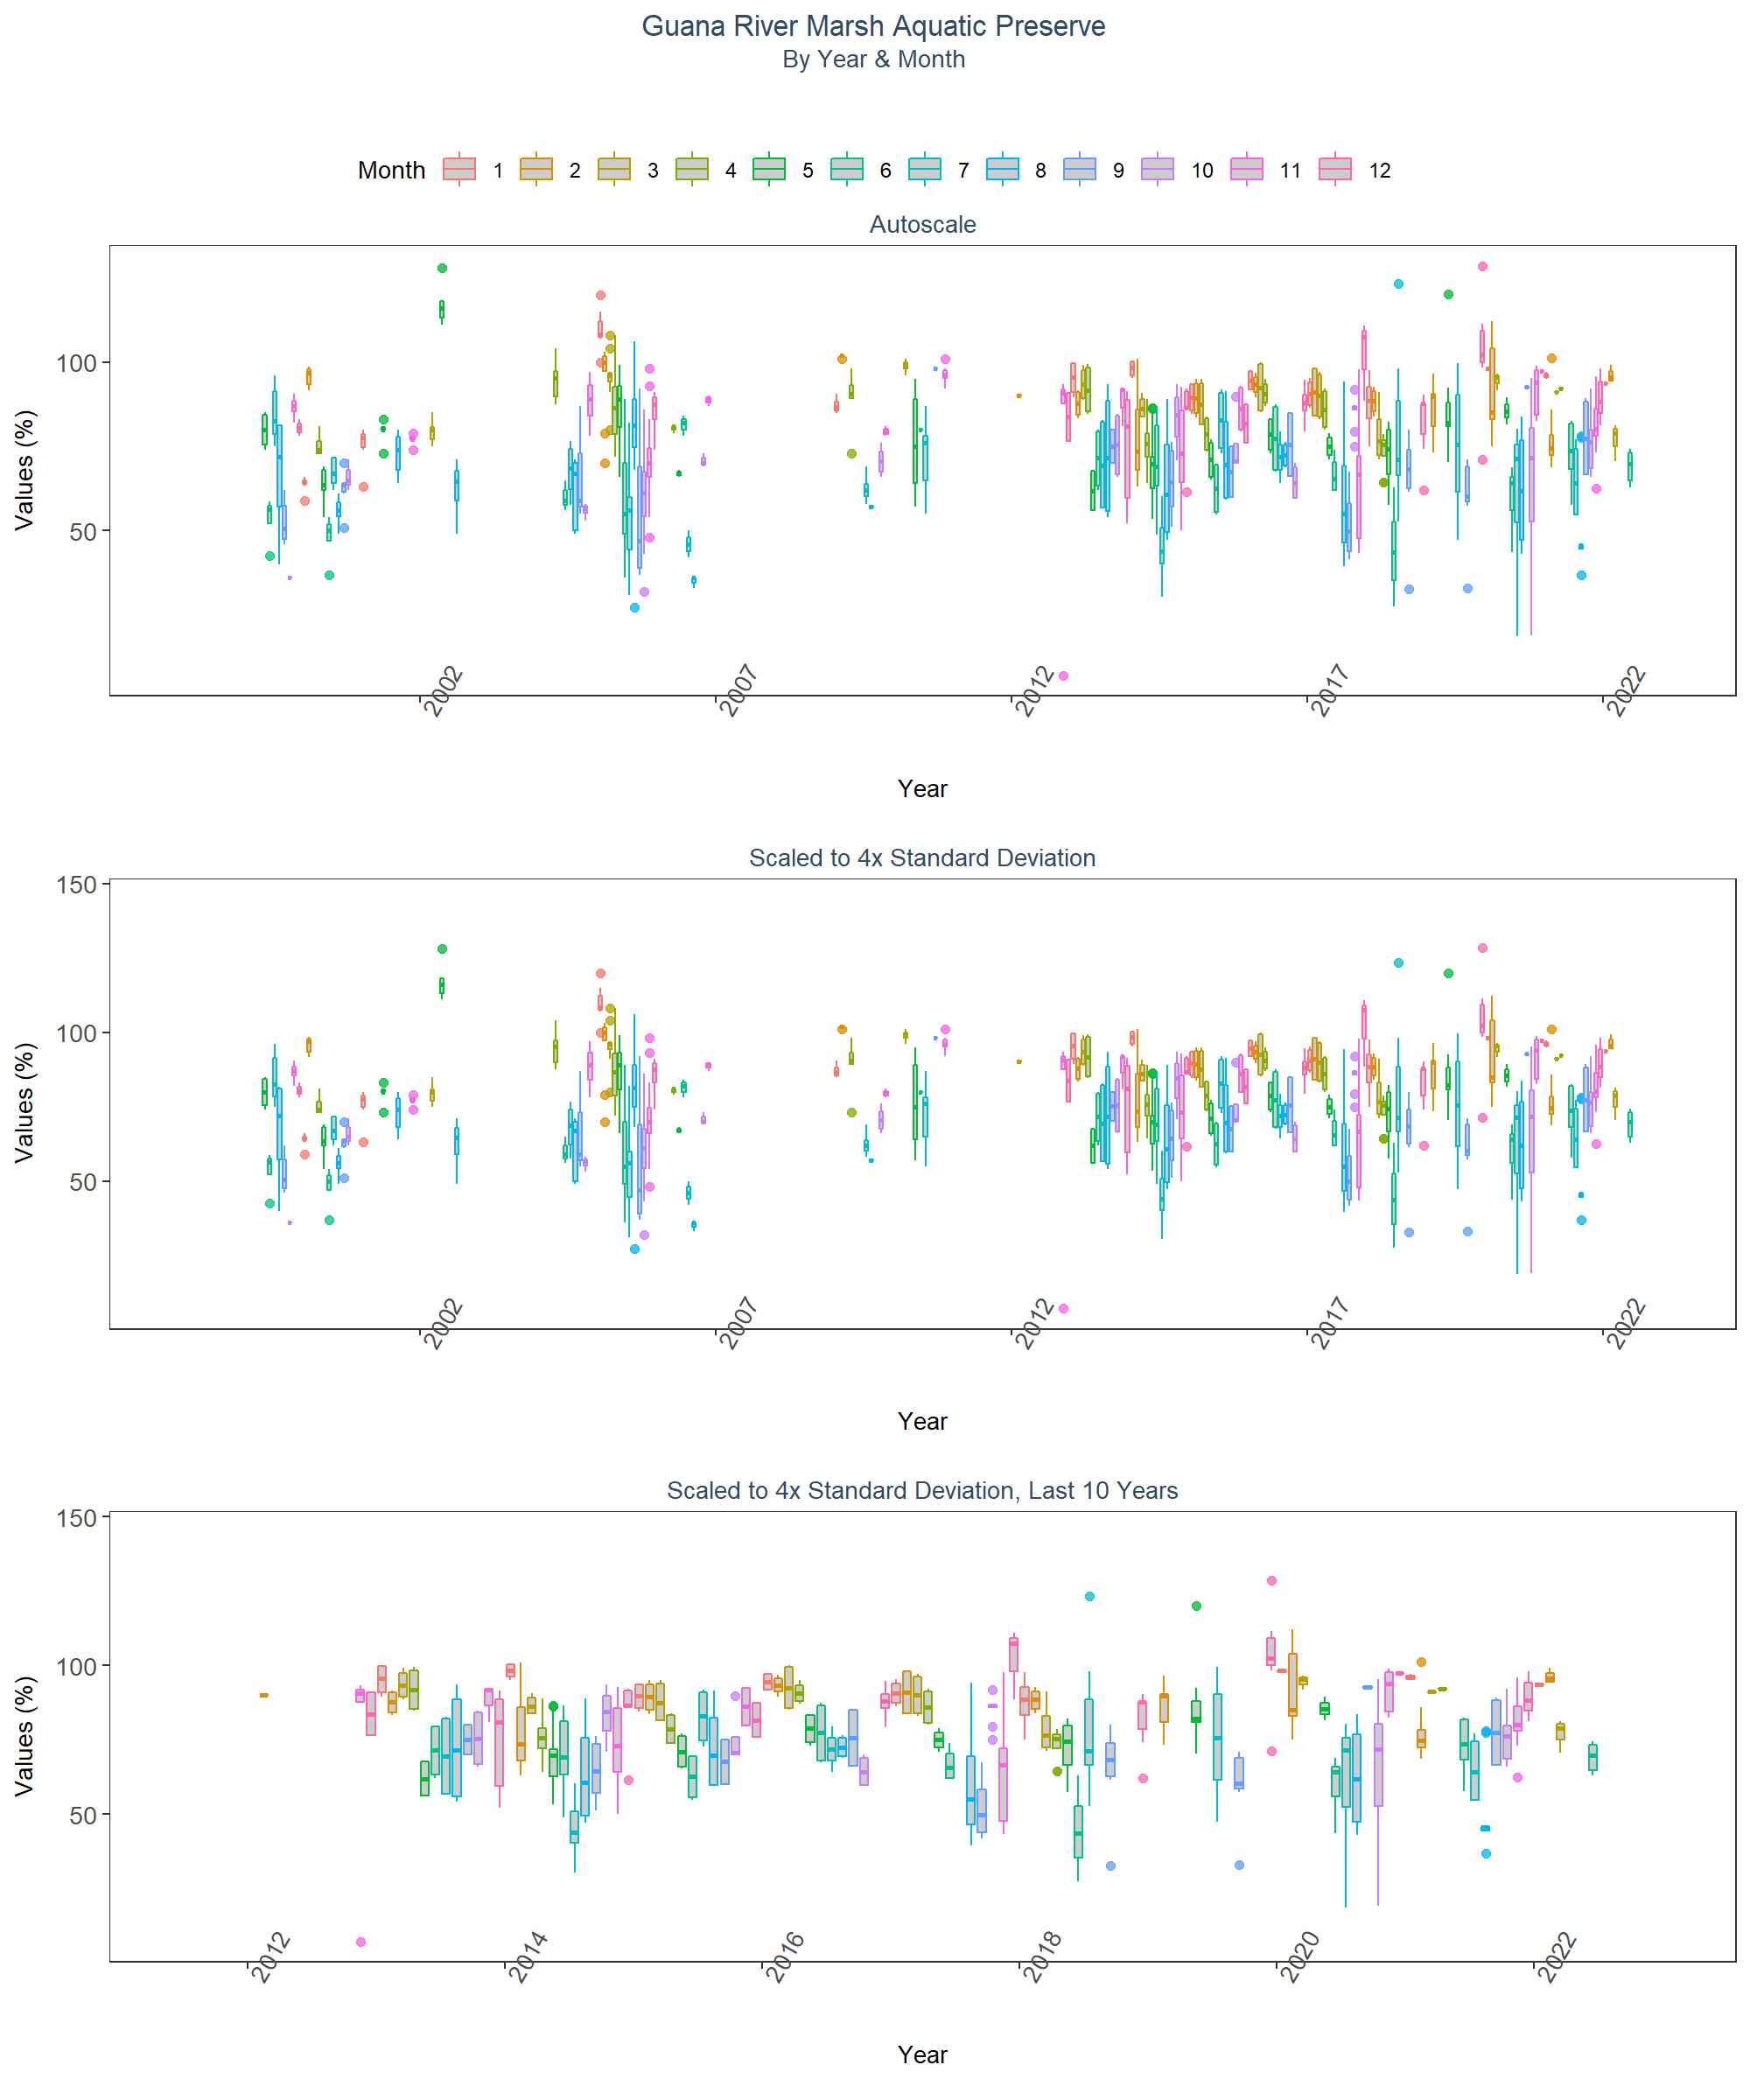 Guana River Marsh Aquatic Preserve
By Year & Month
Month 1 2 3 4 5 6 7 8 9 10 11 12
Autoscale
Values (%)
100
50
2002 2007 2012 2017 2022
Year
Scaled to 4x Standard Deviation
Values (%)
150
100
50
2002 2007 2012 2017 2022
Year
Scaled to 4x Standard Deviation, Last 10 Years
Values (%)
150
100
50
2012 2014 2016 2018 2020 2022
Year